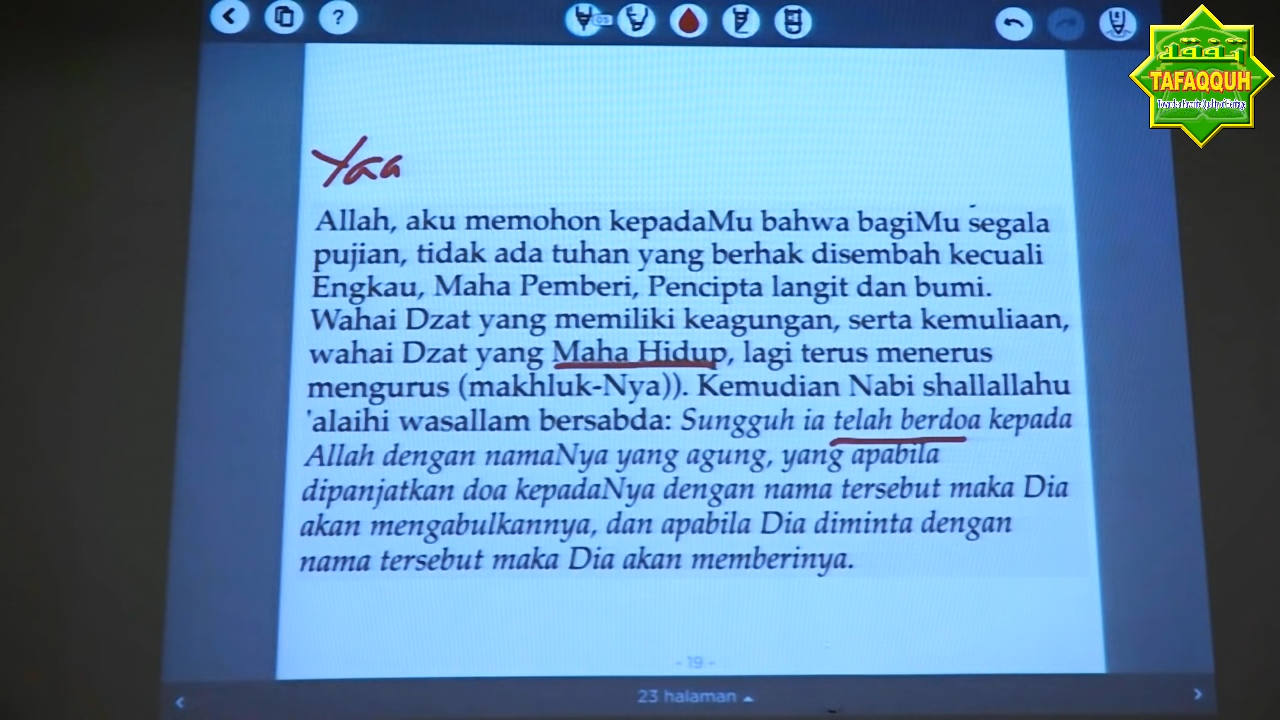 ?
05
تفقه
TAFAQQUH
Yaa
Allah, aku memohon kepadaMu bahwa bagiMu segala
pujian, tidak ada tuhan yang berhak disembah kecuali
Engkau, Maha Pemberi, Pencipta langit dan bumi.
Wahai Dzat yang memiliki keagungan, serta kemuliaan,
wahai Dzat yang Maha Hidup, lagi terus menerus
mengurus (makhluk-Nya)). Kemudian Nabi shallallahu
'alaihi wasallam bersabda: Sungguh ia telah berdoa kepada
Allah dengan namaNya yang agung, yang apabila
dipanjatkan doa kepadaNya dengan nama tersebut maka Dia
akan mengabulkannya, dan apabila Dia diminta dengan
nama tersebut maka Dia akan memberinya.
- 19 -
23 halaman